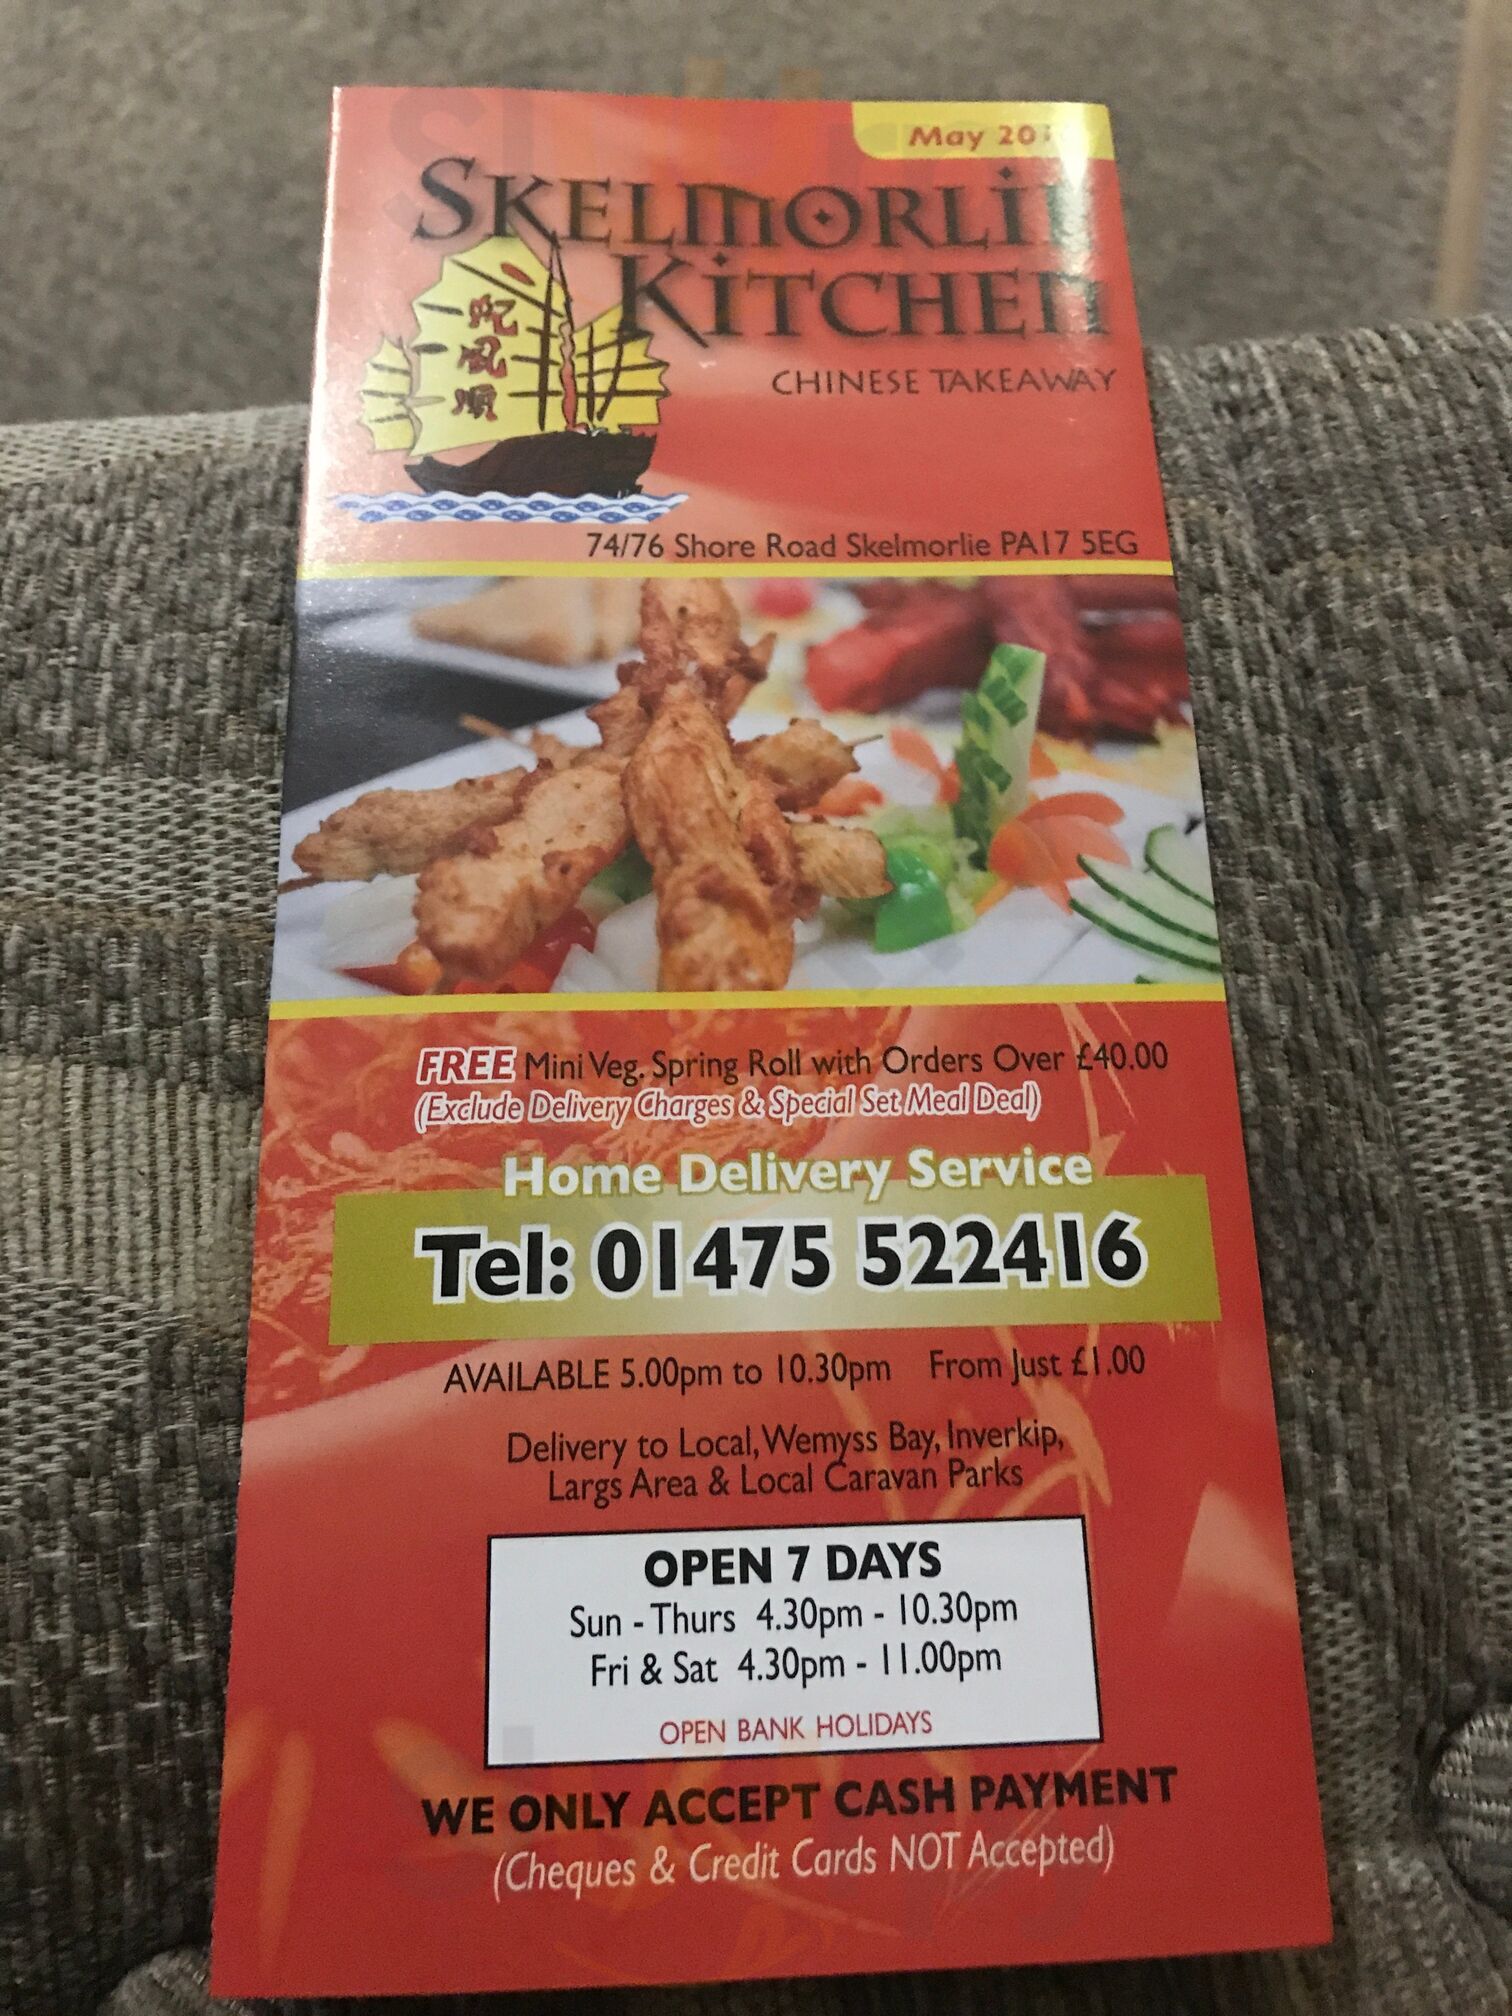 May
SKELMORLIE
KITCHEN
CHINESE TAKEAWAY
風
順
74/76 Shore Road Skelmorlie PA17 5EG
FREE Mini Veg. Spring Roll with Orders Over £40.00
(Exclude Delivery Charges & Special Set Meal Deal)
Home Delivery Service
Tel: 01475 522416
AVAILABLE 5.00pm to 10.30pm From Just £1.00
Delivery to Local, Wemyss Bay, Inverkip,
Largs Area & Local Caravan Parks
OPEN 7 DAYS
Sun - Thurs 4.30pm - 10.30pm
Fri & Sat 4.30pm - 11.00pm
OPEN BANK HOLIDAYS
WE ONLY ACCEPT CASH PAYMENT
(Cheques & Credit Cards NOT Accepted)